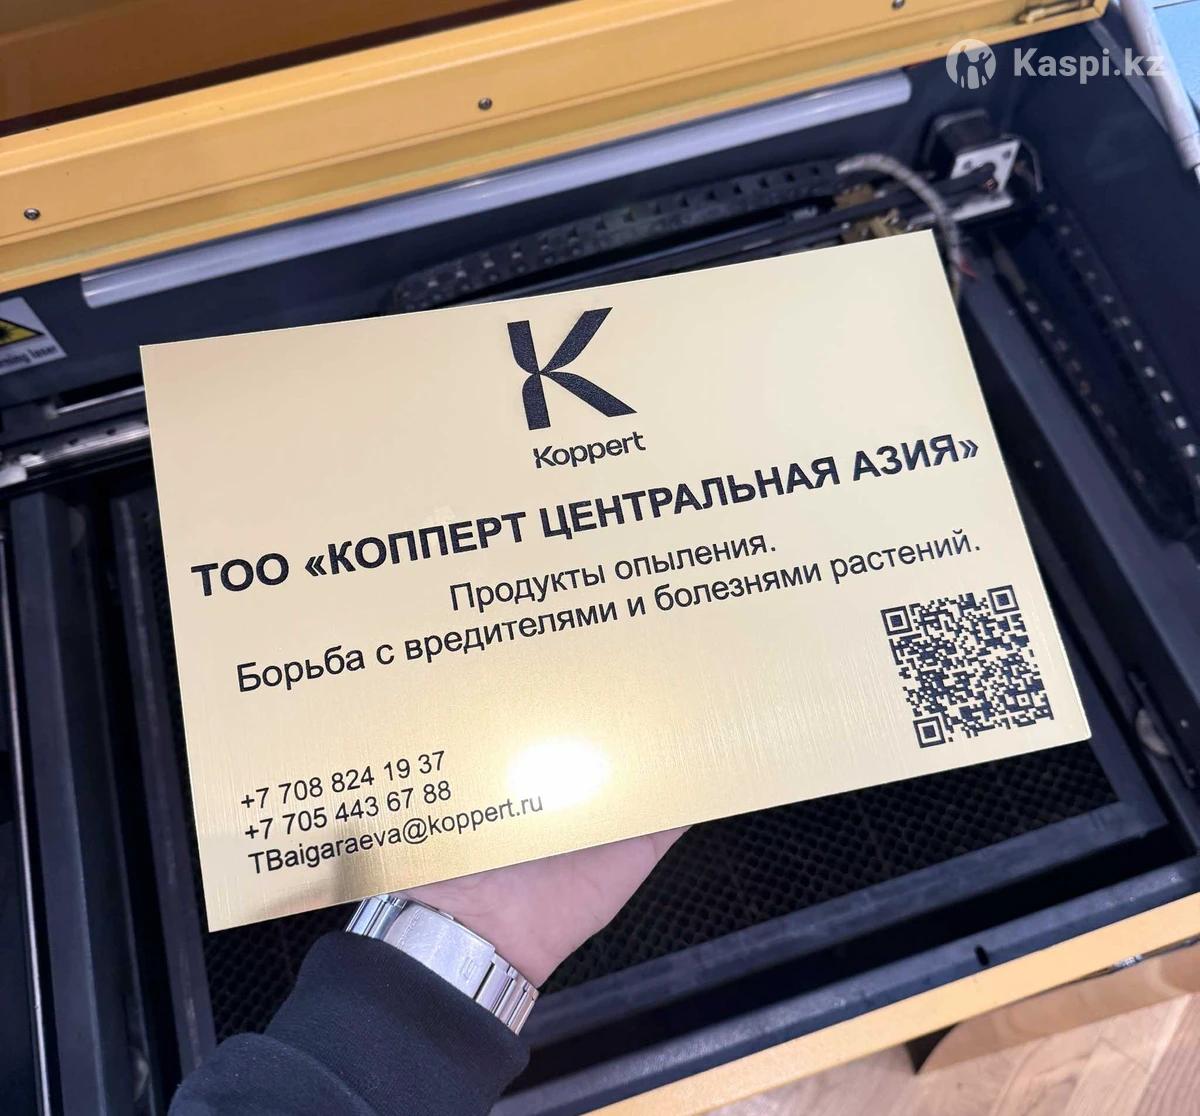 Kaspi.kz
Koppert
ТОО «КОППЕРТ ЦЕНТРАЛЬНАЯ АЗИЯ»
Продукты опыления.
Борьба с вредителями и болезнями растений.
+7 708 824 19 37
+7 705 443 67 88
TBaigaraeva@koppert.ru
laser